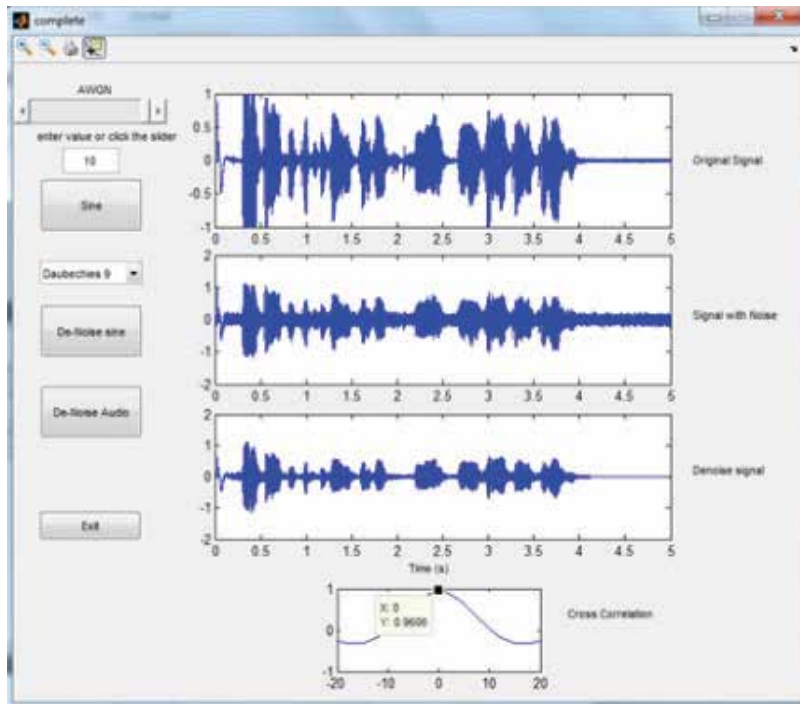 complete
AWGN
enter value or click the slider
10
Sine
Daubechies 9
De-Noise sine
De-Noise Audio
Exit
1
0.5
0
-0.5
-1
0 0.5 1 1.5 2 2.5 3 3.5 4 4.5 5
Original Signal
2
1
0
-1
-2
0 0.5 1 1.5 2 2.5 3 3.5 4 4.5 5
Signal with Noise
2
1
0
-1
-2
0 0.5 1 1.5 2 2.5 3 3.5 4 4.5 5
Time (s)
Denoise signal
1
0
-1
-20 -10 0 10 20
X: 0
Y:
Cross Correlation